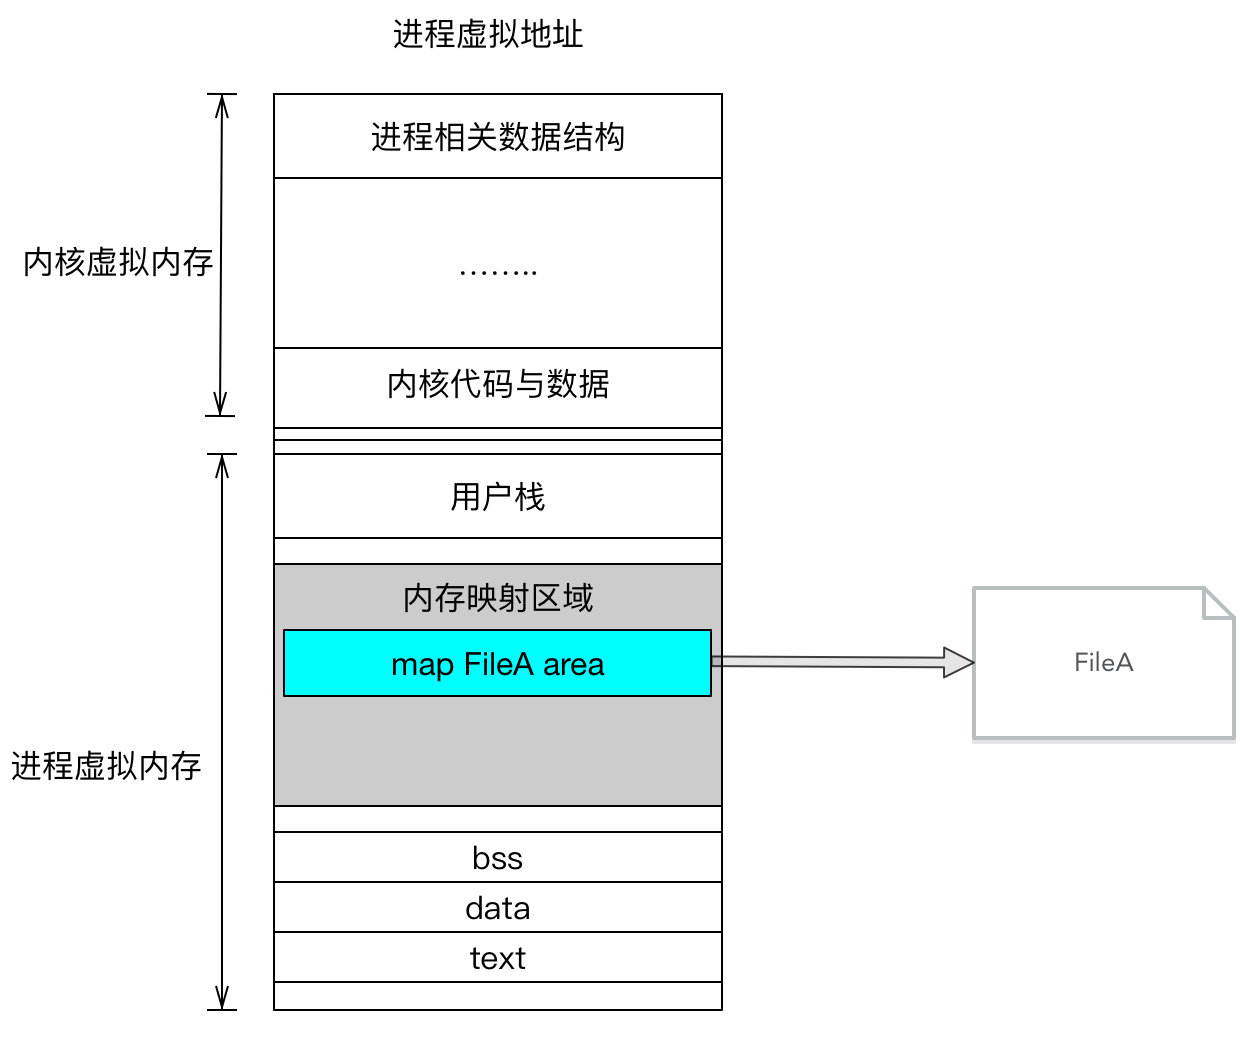 进程虚拟地址
进程相关数据结构
内核虚拟内存
........
内核代码与数据
用户栈
内存映射区域
map FileA area
FileA
进程虚拟内存
bss
data
text